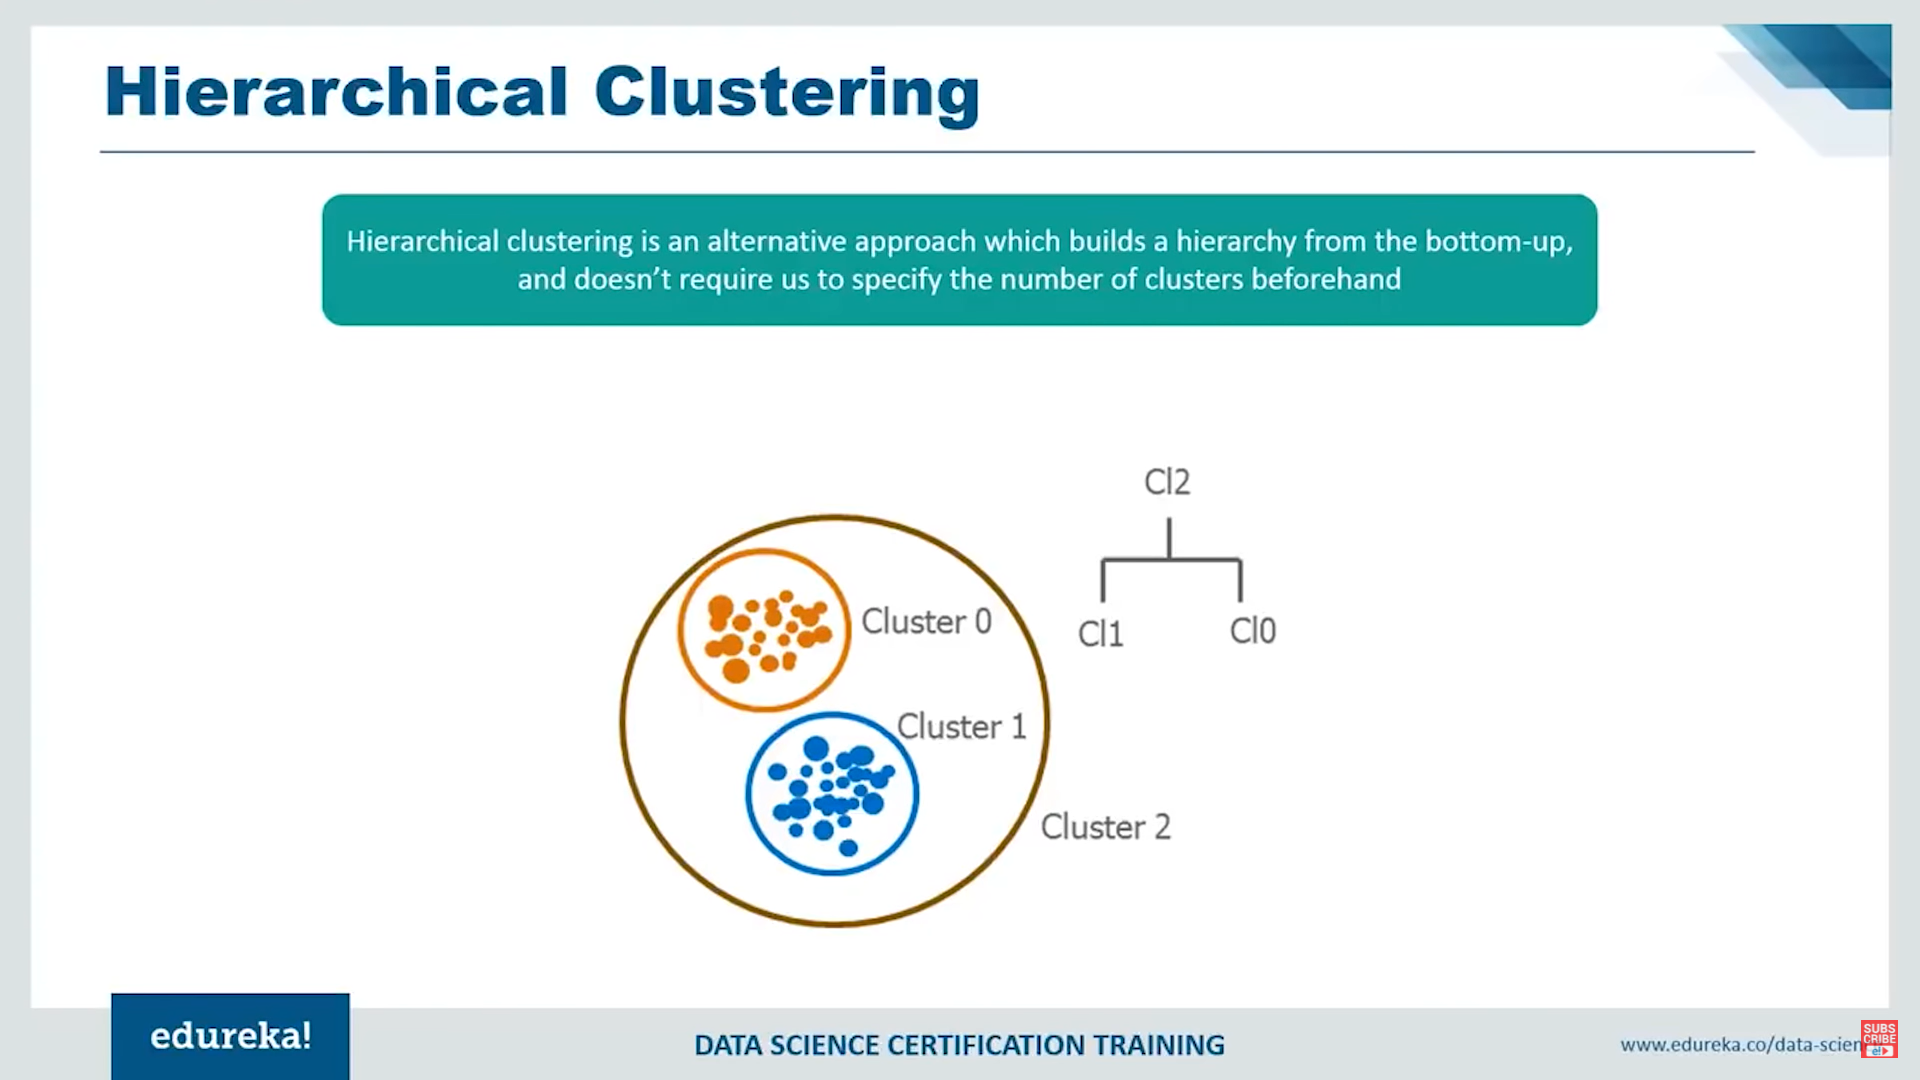 Hierarchical Clustering
Hierarchical clustering is an alternative approach which builds a hierarchy from the bottom-up,
and doesn’t require us to specify the number of clusters beforehand
Cl2
Cl1
Cl0
Cluster 0
Cluster 1
Cluster 2
edureka!
DATA SCIENCE CERTIFICATION TRAINING
www.edureka.co/data-scien
SUBS
CRIBE
e!